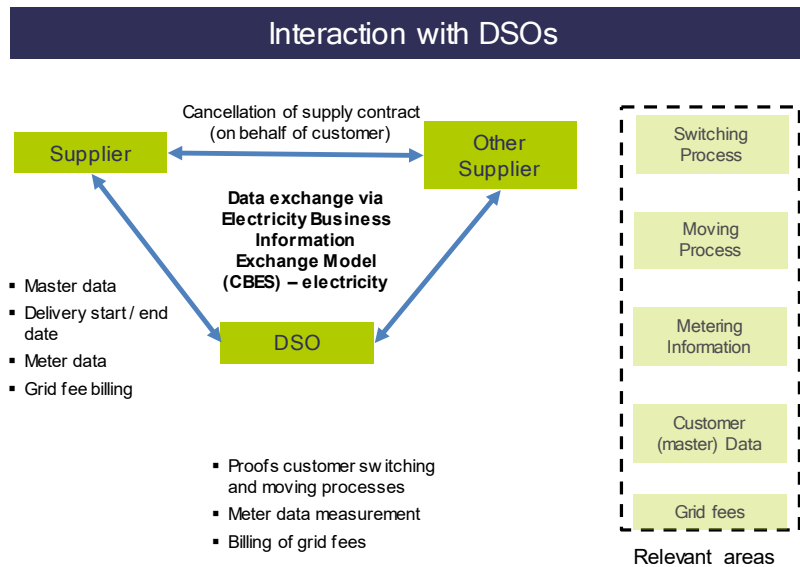 Interaction with DSOs
Cancellation of supply contract
(on behalf of customer)
Supplier
Other
Supplier
Data exchange via
Electricity Business
Information
Exchange Model
(CBES) – electricity
▪ Master data
▪ Delivery start / end
date
▪ Meter data
▪ Grid fee billing
DSO
▪ Proofs customer switching
and moving processes
▪ Meter data measurement
▪ Billing of grid fees
Switching
Process
Moving
Process
Metering
Information
Customer
(master) Data
Grid fees
Relevant areas